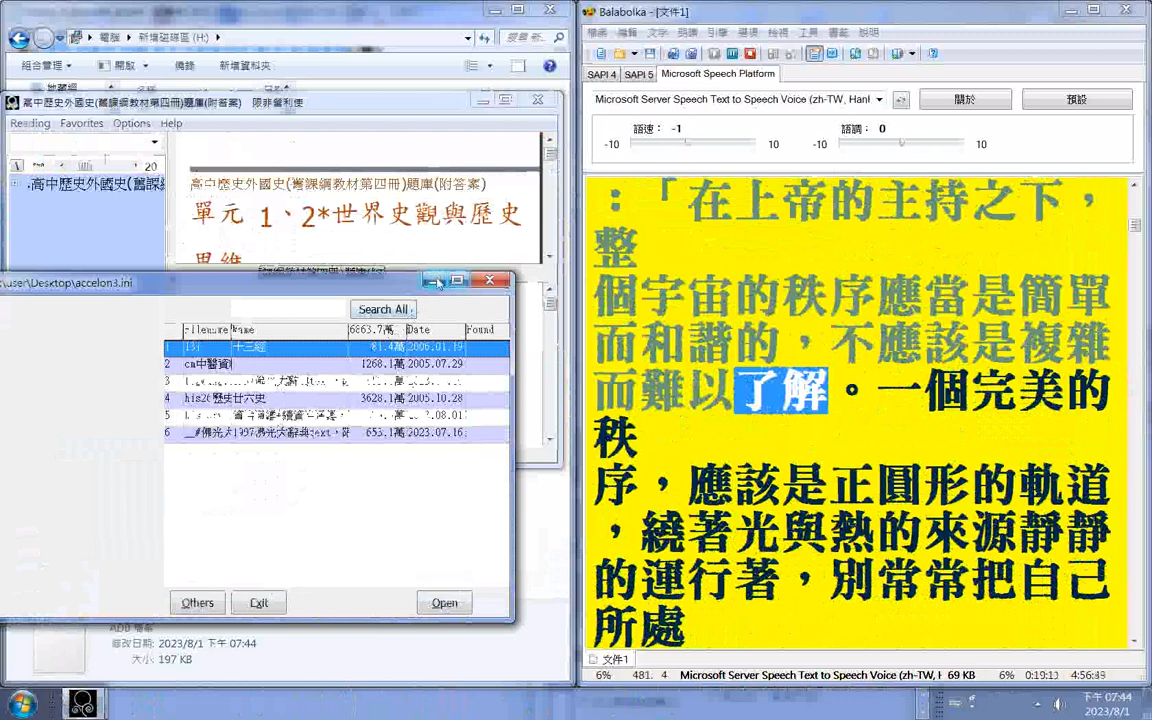 電腦 ▸ 新增磁碟區 (H:) ▸
組合管理 開啟 燒錄 新增資料夾
高中歷史外國史(舊課綱教材第四冊)題庫(附答案) 限非營利使
Reading Favorites Options Help
20
.高中歷史外國史(舊課綱
高中歷史外國史(舊課綱教材第四冊)題庫(附答案)
單元 1、2*世界史觀與歷史
思維
\user\Desktop\accelon3.ini
Search All
Filename Name 6863.7萬 Date Found
1 13j 十三經 81.4萬 2006.01.19
2 cm中醫資 1268.1萬 2005.07.29
3
4 his26 歷史廿六史 3628.1萬 2005.10.28
5
6 653.1萬 2023.07.16
Others Exit Open
修改日期: 2023/8/1 下午 07:44
大小: 197 KB
Balabolka - [文件1]
檔案 編輯 文字 朗讀 引擎 選項 檢視 工具 書籤 說明
SAPI 4 SAPI 5 Microsoft Speech Platform
Microsoft Server Speech Text to Speech Voice (zh-TW, Hanl 關於 預設
語速： -1 語調： 0
-10 10 -10 10
：「在上帝的主持之下，
整
個宇宙的秩序應當是簡單
而和諧的，不應該是複雜
而難以了解。一個完美的
秩
序，應該是正圓形的軌道
，繞著光與熱的來源靜靜
的運行著，別常常把自己
所處
文件1
6% 481. 4 Microsoft Server Speech Text to Speech Voice (zh-TW, H 69 KB 6% 0:19:13 4:56:49
下午 07:44
2023/8/1